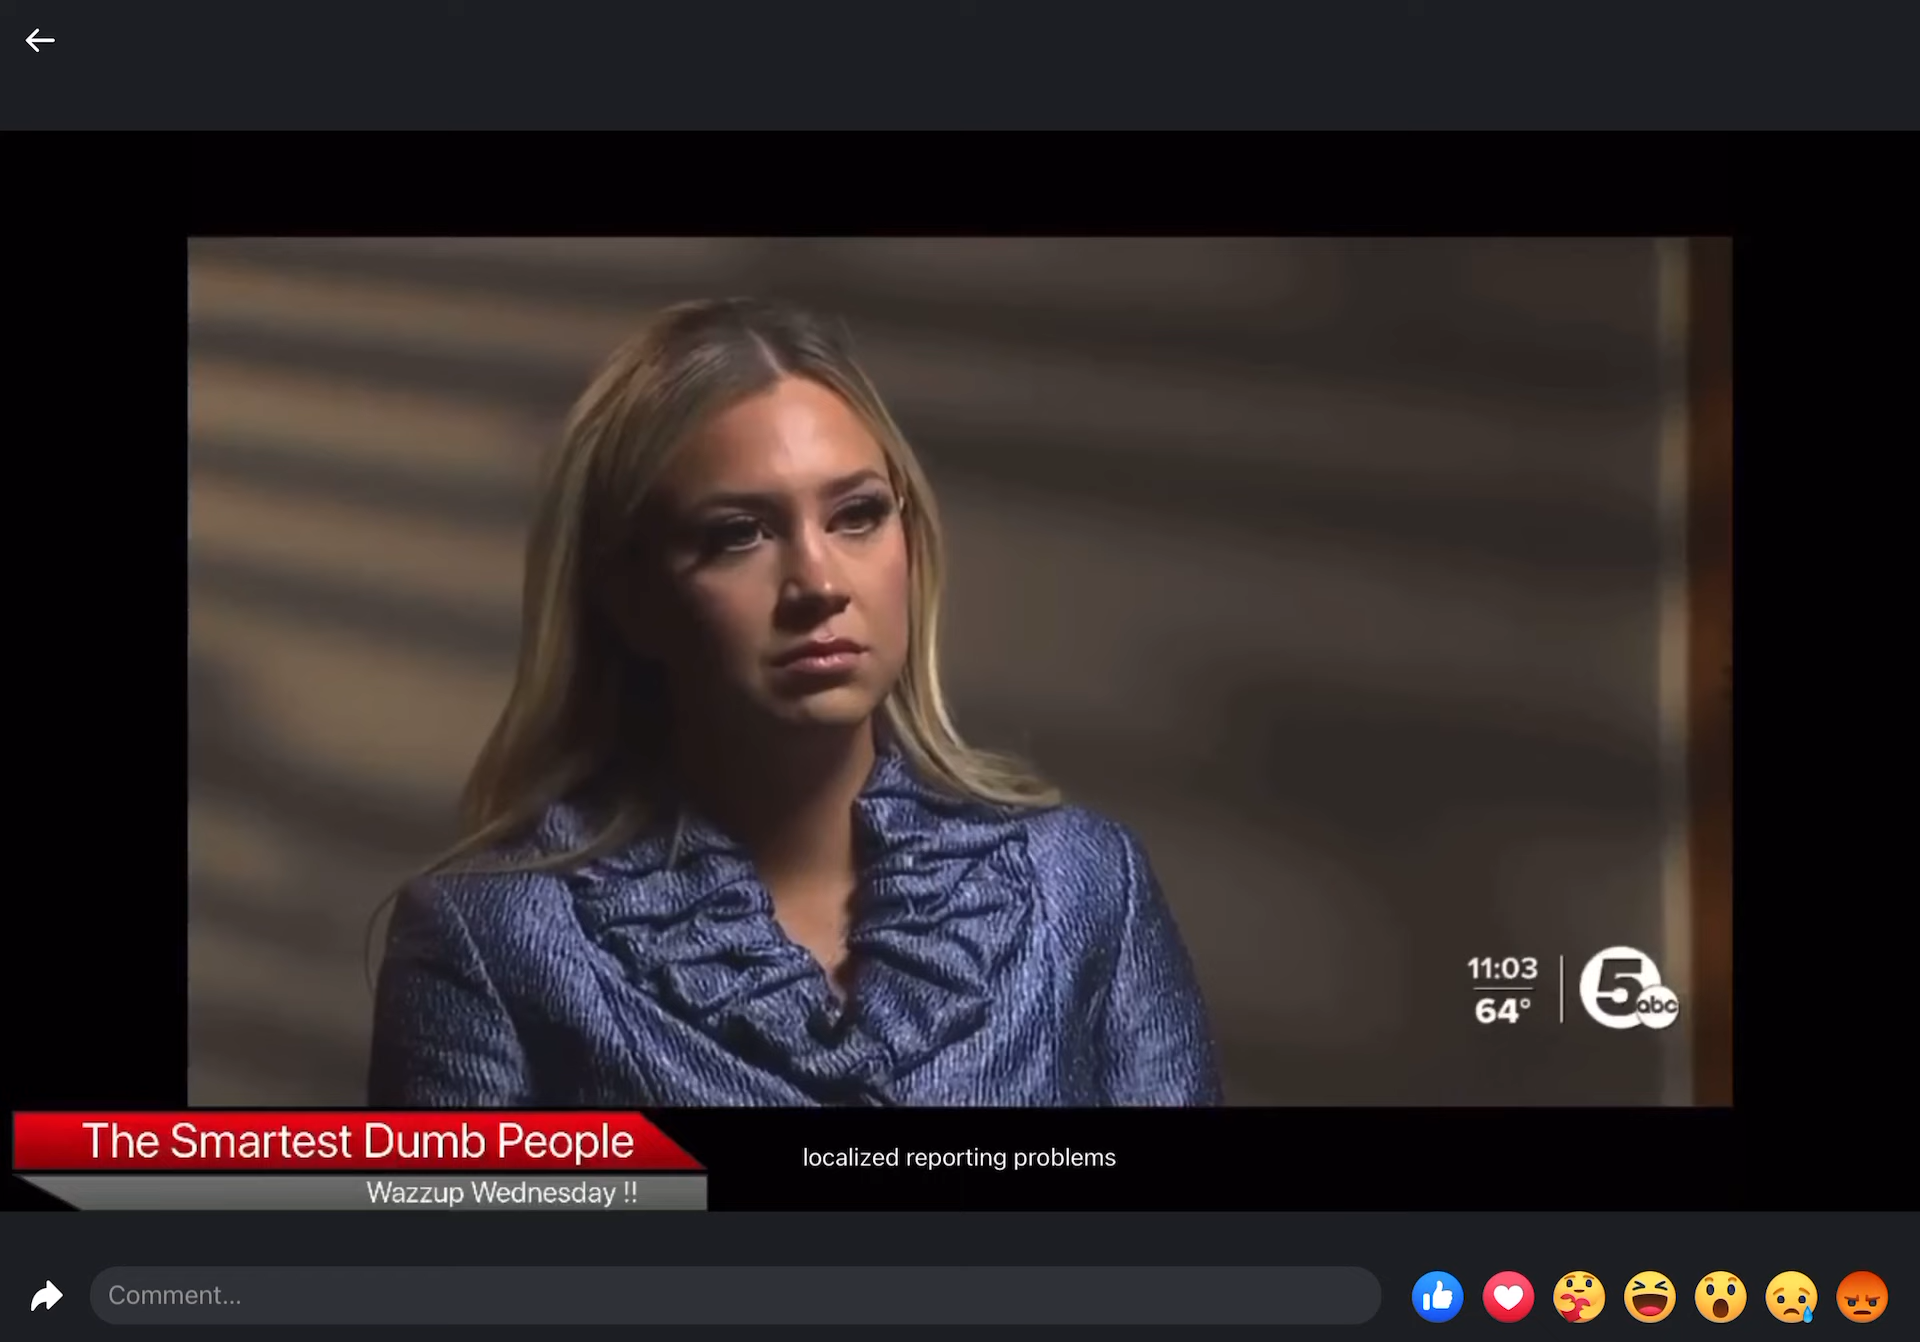 11:03
64°
5
abc
The Smartest Dumb People
localized reporting problems
Wazzup Wednesday !!
Comment...